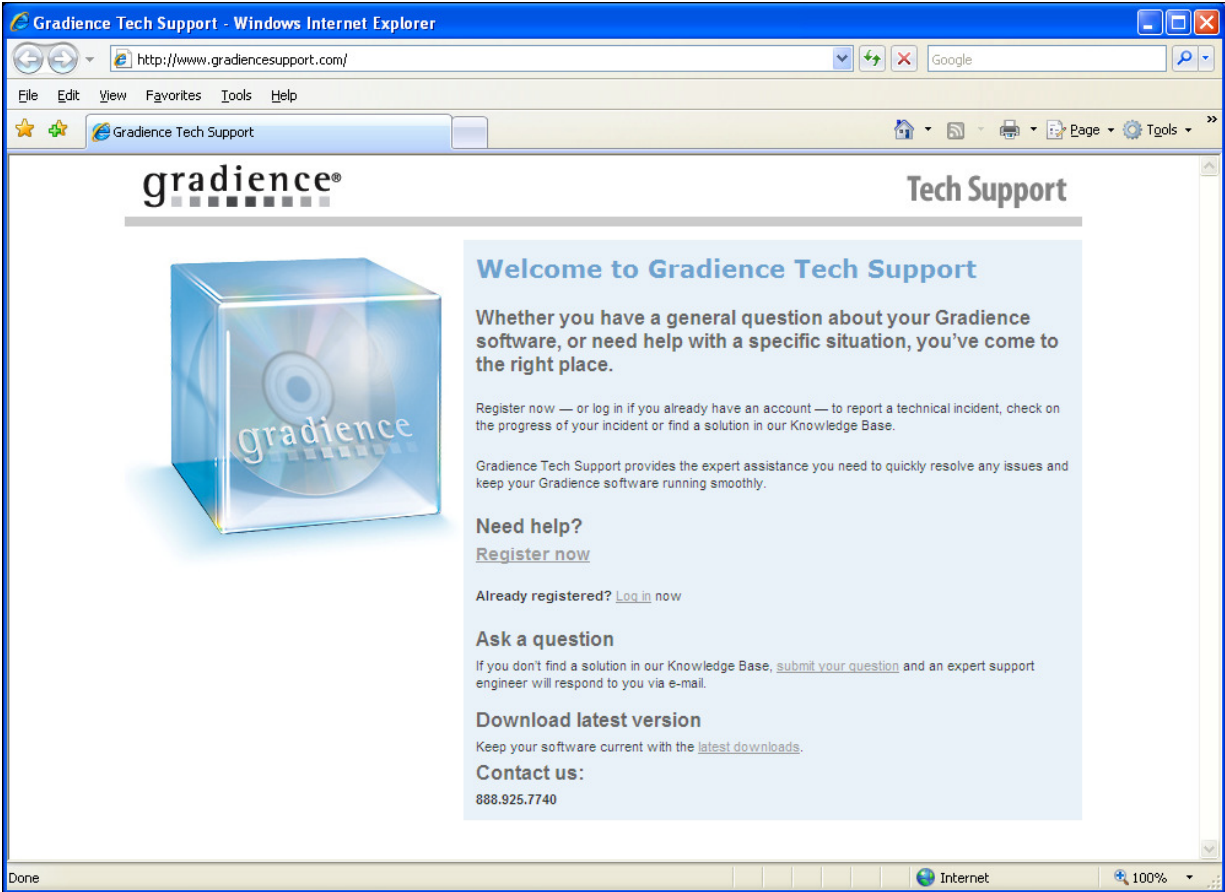 Gradience Tech Support - Windows Internet Explorer
http://www.gradiencesupport.com/
Google
File Edit View Favorites Tools Help
Gradience Tech Support
Page Tools »
gradience®
Tech Support
gradience
Welcome to Gradience Tech Support
Whether you have a general question about your Gradience
software, or need help with a specific situation, you’ve come to
the right place.
Register now — or log in if you already have an account — to report a technical incident, check on
the progress of your incident or find a solution in our Knowledge Base.
Gradience Tech Support provides the expert assistance you need to quickly resolve any issues and
keep your Gradience software running smoothly.
Need help?
Register now
Already registered? Log in now
Ask a question
If you don’t find a solution in our Knowledge Base, submit your question and an expert support
engineer will respond to you via e-mail.
Download latest version
Keep your software current with the latest downloads.
Contact us:
888.925.7740
Done
Internet
100%